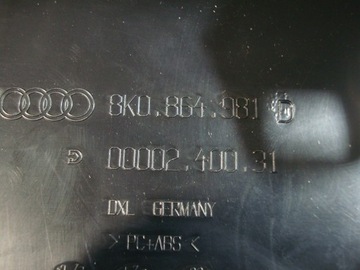 8K0.864.981 D
D 00002.400.31
DXL GERMANY
> PC+ABS <